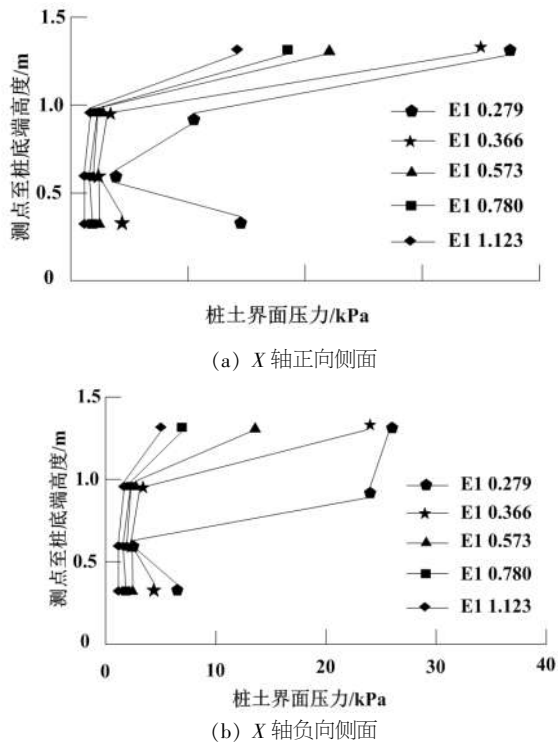 1.5
1.0
0.5
0
测点至桩底端高度/m
E1 0.279
E1 0.366
E1 0.573
E1 0.780
E1 1.123
桩土界面压力/kPa
(a) X 轴正向侧面
1.5
1.0
0.5
0
测点至桩底端高度/m
E1 0.279
E1 0.366
E1 0.573
E1 0.780
E1 1.123
0 10 20 30 40
桩土界面压力/kPa
(b) X 轴负向侧面